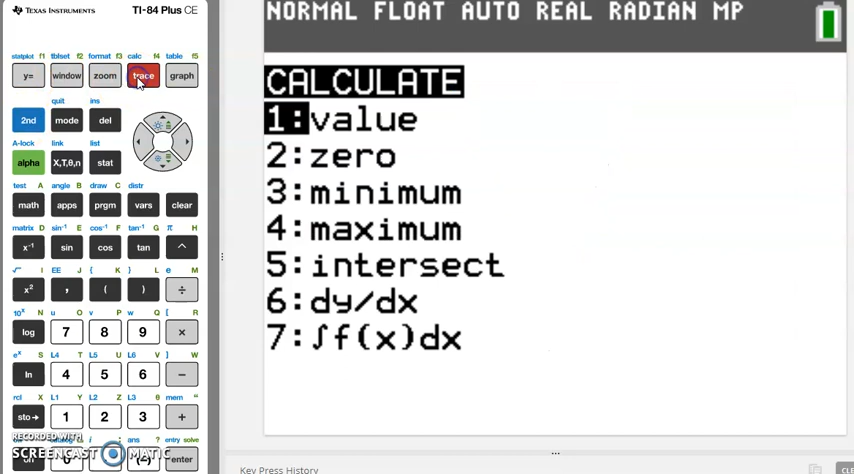 TEXAS INSTRUMENTS TI-84 Plus CE
statplot f1 tblset f2 format f3 calc f4 table f5
y= window zoom trace graph
quit ins
2nd mode del
A-lock link list
alpha X,T,θ,n stat
test A angle B draw C distr
math apps prgm vars clear
matrix D sin⁻¹ E cos⁻¹ F tan⁻¹ G π H
x⁻¹ sin cos tan ^
√ I EE J { K } L e M
x² , ( ) ÷
10ˣ N u O v P w Q [ R
log 7 8 9 ×
eˣ S L4 T L5 U L6 V ] W
ln 4 5 6 −
rcl X L1 Y L2 Z L3 θ mem "
sto→ 1 2 3 +
RECORDED WITH
ans ? entry solve
SCREENCAST MATIC
on 0 (-) enter
NORMAL FLOAT AUTO REAL RADIAN MP
CALCULATE
1:value
2:zero
3:minimum
4:maximum
5:intersect
6:dy/dx
7:∫f(x)dx
Key Press History
CLE